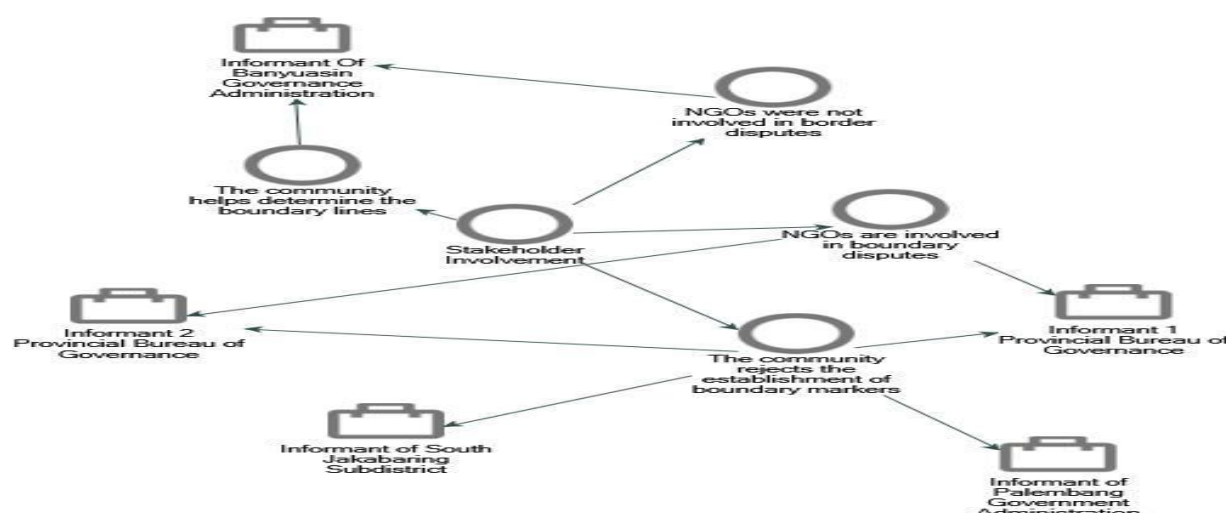 Informant Of
Banyuasin
Governance
Administration
NGOs were not
involved in border
disputes
The community
helps determine the
boundary lines
Stakeholder
Involvement
NGOs are involved
in boundary
disputes
Informant 2
Provincial Bureau of
Governance
The community
rejects the
establishment of
boundary markers
Informant 1
Provincial Bureau of
Governance
Informant of South
Jakabaring
Subdistrict
Informant of
Palembang
Government
Administration